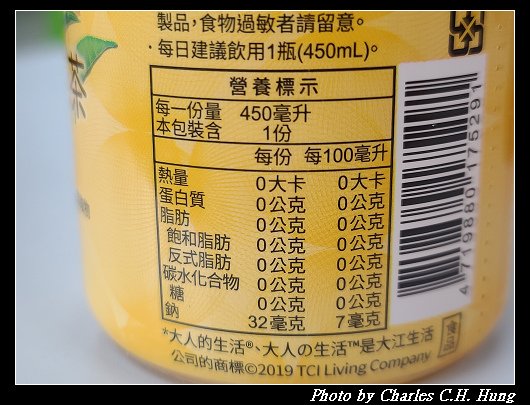 製品，食物過敏者請留意。
·每日建議飲用1瓶(450mL)。
茶
營養標示
每一份量 450毫升
本包裝含 1份
每份 每100毫升
熱量 0大卡 0大卡
蛋白質 0公克 0公克
脂肪 0公克 0公克
飽和脂肪 0公克 0公克
反式脂肪 0公克 0公克
碳水化合物 0公克 0公克
糖 0公克 0公克
鈉 32毫克 7毫克
*大人的生活®、大人の生活™是大江生活
公司的商標©2019 TCI Living Company
食品
4 719880 175291
Photo by Charles C.H. Hung